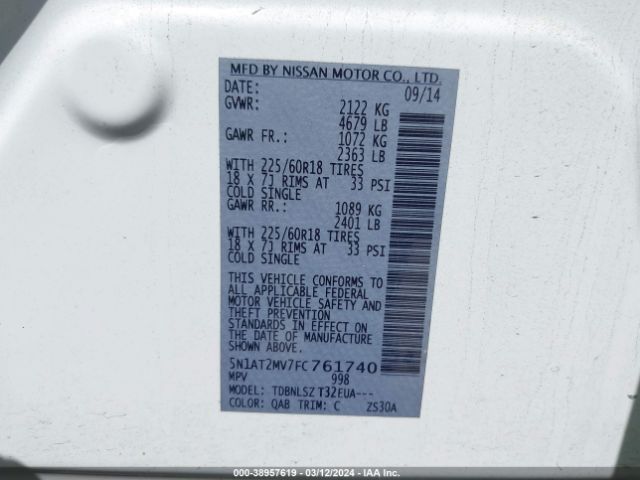 MFD BY NISSAN MOTOR CO., LTD.
DATE: 09/14
GVWR: 2122 KG
4679 LB
GAWR FR.: 1072 KG
2363 LB
WITH 225/60R18 TIRES
18 X 7J RIMS AT 33 PSI
COLD SINGLE
GAWR RR.: 1089 KG
2401 LB
WITH 225/60R18 TIRES
18 X 7J RIMS AT 33 PSI
COLD SINGLE
THIS VEHICLE CONFORMS TO
ALL APPLICABLE FEDERAL
MOTOR VEHICLE SAFETY AND
THEFT PREVENTION
STANDARDS IN EFFECT ON
THE DATE OF MANUFACTURE
SHOWN ABOVE.
5N1AT2MV7FC761740
MPV 998
MODEL: TDBNLSZ T32EUA---
COLOR: QAB TRIM: C ZS30A
000-38957619 - 03/12/2024 - IAA Inc.